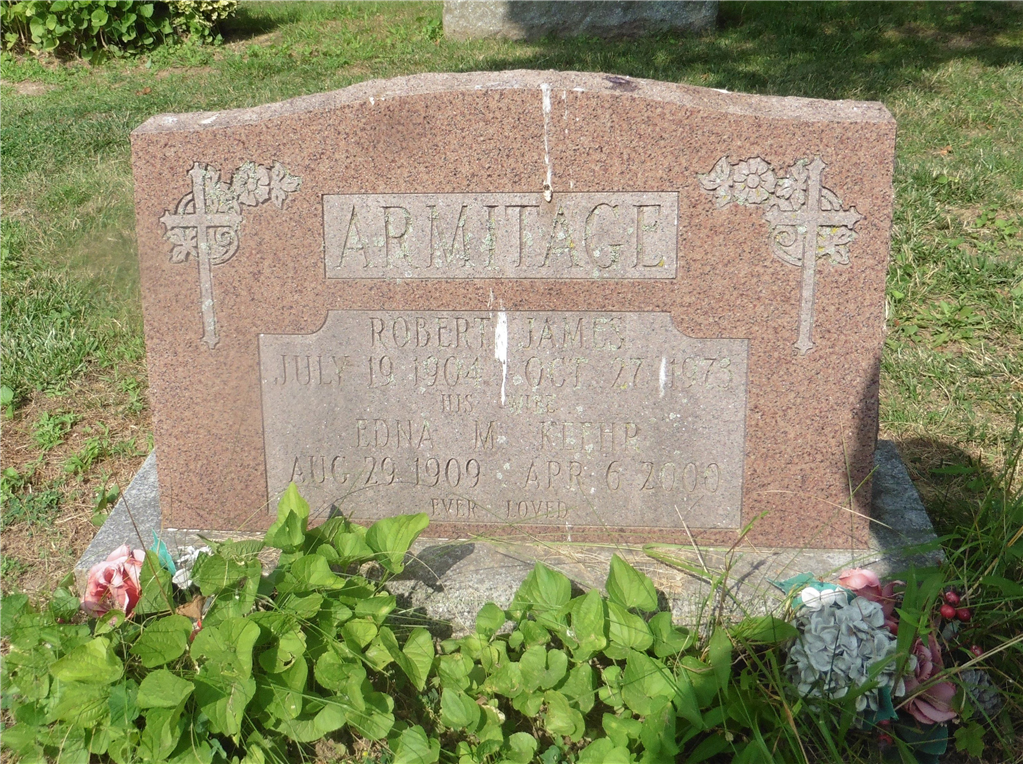 ARMITAGE
ROBERT JAMES
JULY 19 1904 OCT. 27 1973
HIS WIFE
EDNA M. KEEHR
AUG 29 1909 APR 6 2000
EVER LOVED